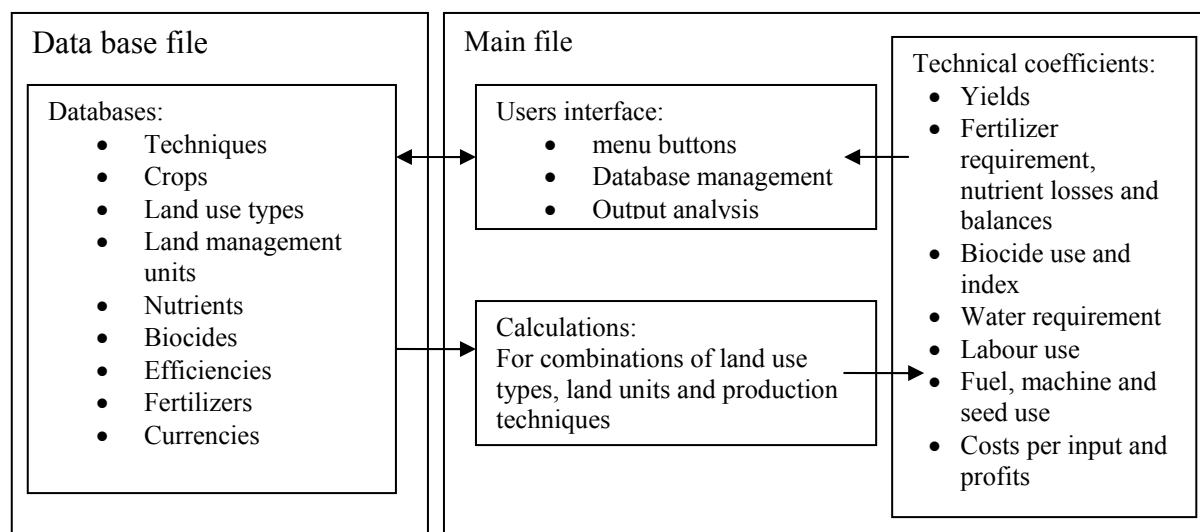 Data base file
Databases:
• Techniques
• Crops
• Land use types
• Land management
units
• Nutrients
• Biocides
• Efficiencies
• Fertilizers
• Currencies
Main file
Users interface:
• menu buttons
• Database management
• Output analysis
Calculations:
For combinations of land use
types, land units and production
techniques
Technical coefficients:
• Yields
• Fertilizer
requirement,
nutrient losses and
balances
• Biocide use and
index
• Water requirement
• Labour use
• Fuel, machine and
seed use
• Costs per input and
profits